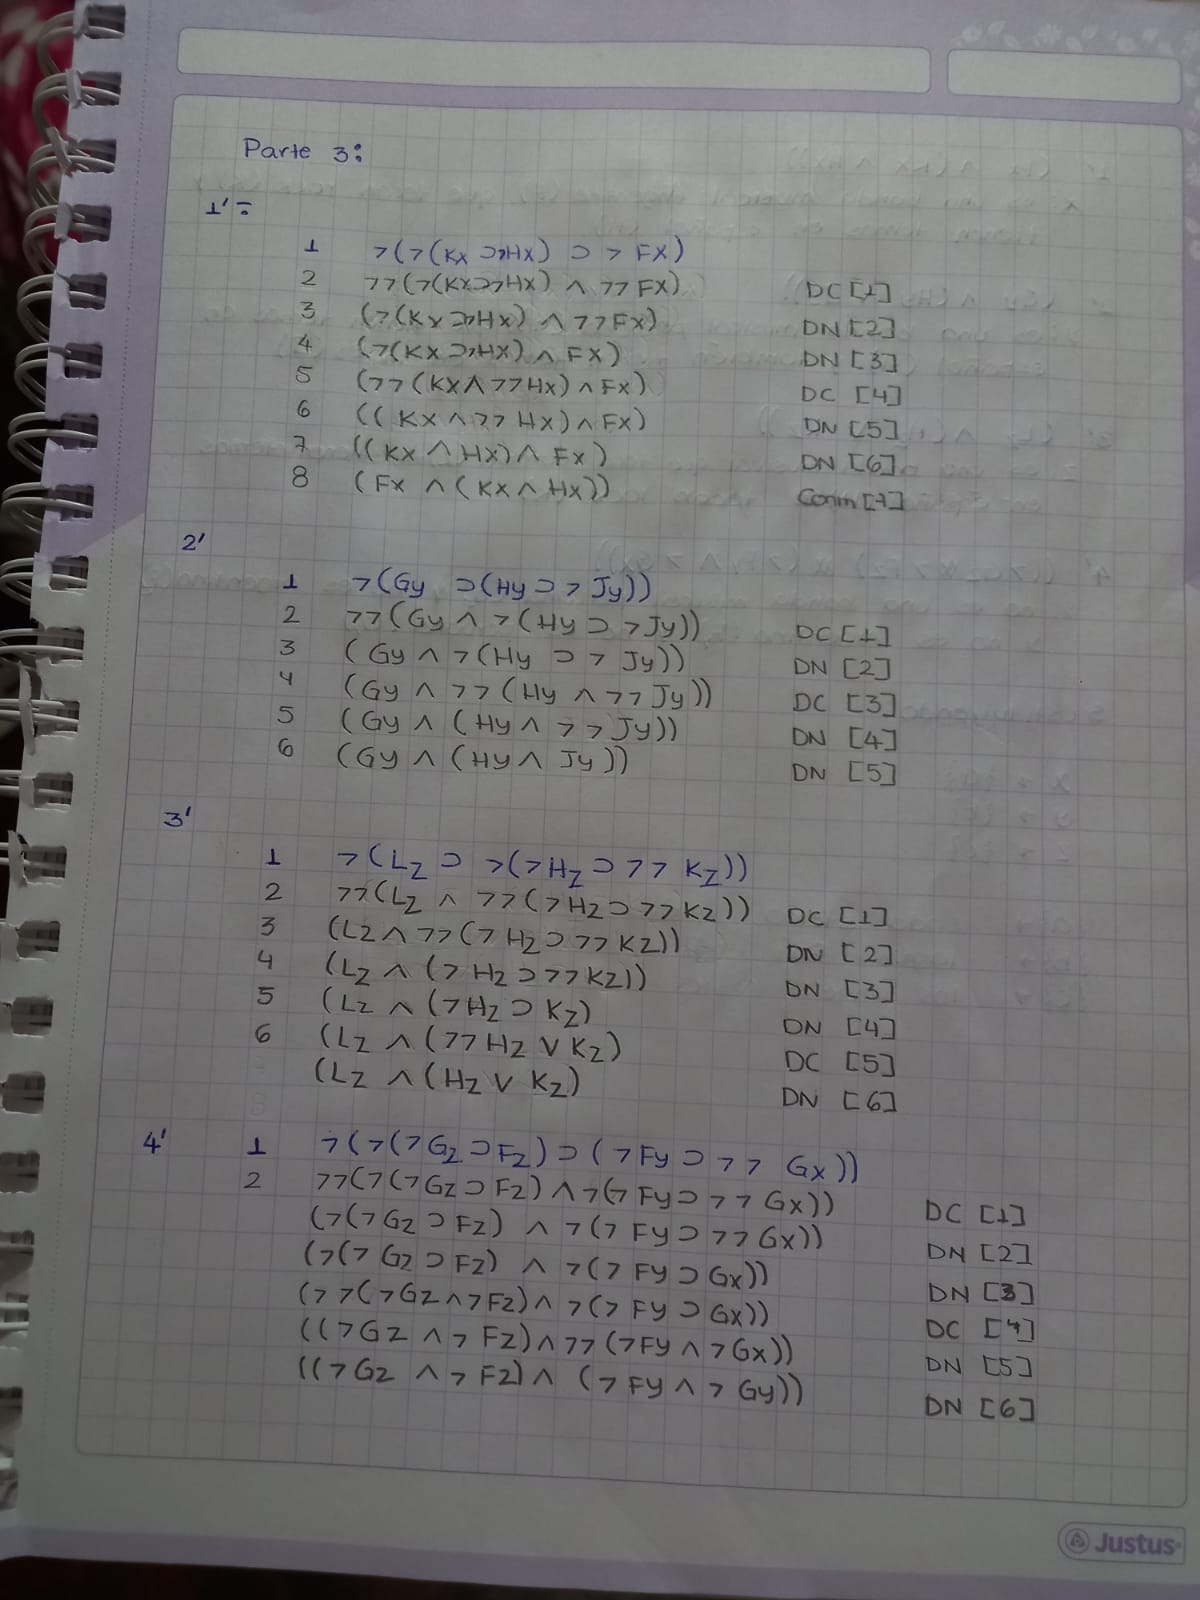 Parte 3:
1' =
1 ¬(¬(Kx ⊃¬Hx) ⊃ ¬ Fx)
2 ¬¬(¬(Kx⊃¬Hx) ∧ ¬¬ Fx) DC [1]
3 (¬(Kx ⊃¬Hx) ∧ ¬¬Fx) DN [2]
4 (¬(Kx ⊃¬Hx) ∧ Fx) DN [3]
5 (¬¬(Kx∧¬¬Hx)∧Fx) DC [4]
6 ((Kx ∧¬¬ Hx)∧Fx) DN [5]
7 ((Kx ∧ Hx)∧ Fx) DN [6]
8 (Fx ∧ (Kx ∧ Hx)) Conm [7]
2'
1 ¬(Gy ⊃(Hy ⊃ ¬ Jy))
2 ¬¬(Gy ∧ ¬(Hy ⊃ ¬Jy)) DC [1]
3 (Gy ∧ ¬(Hy ⊃ ¬ Jy)) DN [2]
4 (Gy ∧ ¬¬(Hy ∧¬¬ Jy)) DC [3]
5 (Gy ∧ (Hy ∧ ¬¬Jy)) DN [4]
6 (Gy ∧ (Hy ∧ Jy)) DN [5]
3'
1 ¬(Lz ⊃ ¬(¬Hz ⊃ ¬¬ Kz))
2 ¬¬(Lz ∧ ¬¬(¬Hz⊃¬¬Kz)) DC [1]
3 (Lz∧¬¬(¬Hz⊃¬¬Kz)) DN [2]
4 (Lz ∧ (¬Hz ⊃¬¬Kz)) DN [3]
5 (Lz ∧ (¬Hz ⊃ Kz) DN [4]
6 (Lz ∧ (¬¬Hz ∨ Kz) DC [5]
(Lz ∧ (Hz ∨ Kz) DN [6]
4' 1 ¬(¬(¬Gz ⊃Fz) ⊃ (¬Fy ⊃ ¬¬ Gx))
2 ¬¬(¬(¬Gz⊃Fz) ∧¬(¬Fy⊃¬¬Gx)) DC [1]
(¬(¬Gz ⊃ Fz) ∧ ¬(¬Fy ⊃ ¬¬Gx)) DN [2]
(¬(¬Gz ⊃ Fz) ∧ ¬(¬Fy ⊃ Gx)) DN [3]
(¬¬(¬Gz∧¬Fz)∧ ¬(¬Fy ⊃ Gx)) DC [4]
((¬Gz ∧¬Fz)∧¬¬(¬Fy∧¬Gx)) DN [5]
((¬Gz ∧¬Fz)∧ (¬Fy∧¬ Gy)) DN [6]
Justus